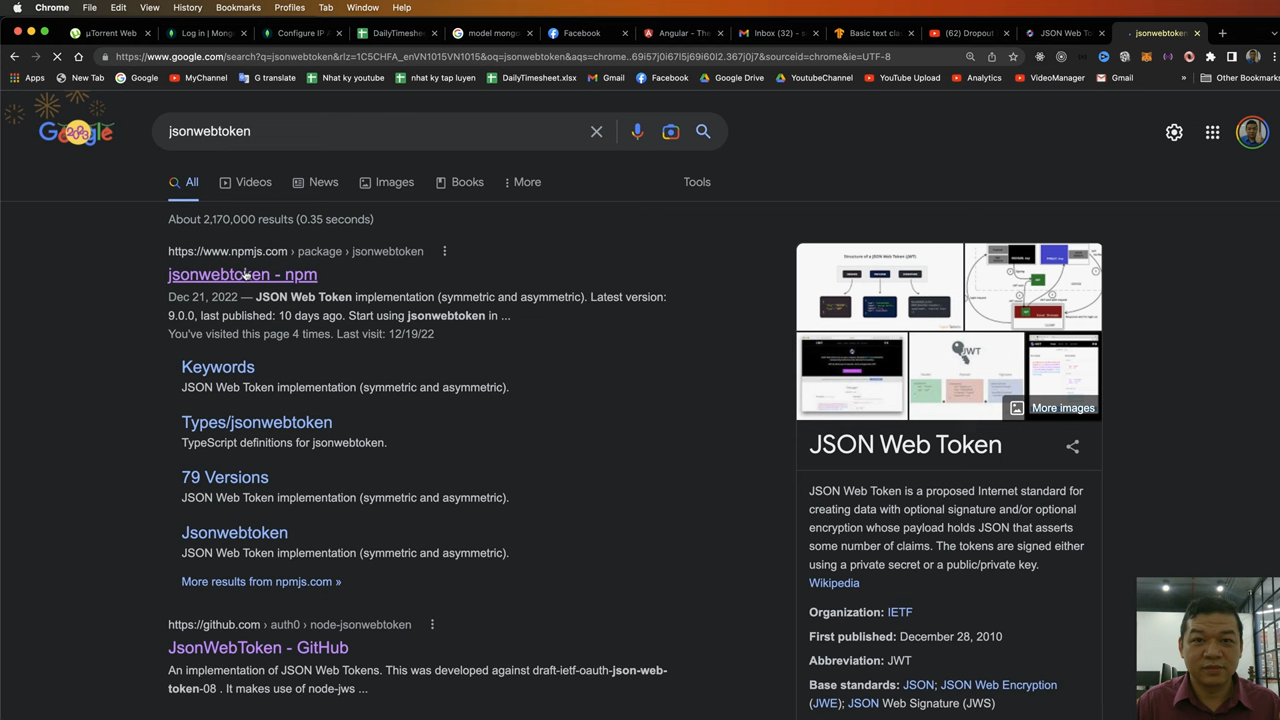 Chrome File Edit View History Bookmarks Profiles Tab Window Help
µTorrent Web
Log in | Mong
Configure IP A
DailyTimeshee
model mongo
Facebook
Angular - The
Inbox (32) - s
Basic text clas
(62) Dropout
JSON Web To
jsonwebtoken
https://www.google.com/search?q=jsonwebtoken&rlz=1C5CHFA_enVN1015VN1015&oq=jsonwebtoken&aqs=chrome..69i57j0i67l5j69i60l2.367j0j7&sourceid=chrome&ie=UTF-8
Apps New Tab Google MyChannel G translate Nhat ky youtube nhat ky tap luyen DailyTimesheet.xlsx Gmail Facebook Google Drive YoutubeChannel YouTube Upload Analytics VideoManager Gmail » Other Bookmarks
jsonwebtoken
All Videos News Images Books More Tools
About 2,170,000 results (0.35 seconds)
https://www.npmjs.com › package › jsonwebtoken
jsonwebtoken - npm
Dec 21, 2022 — JSON Web Token implementation (symmetric and asymmetric). Latest version:
9.0.0, last published: 10 days ago. Start using jsonwebtoken in ...
You've visited this page 4 times. Last visit: 12/19/22
Keywords
JSON Web Token implementation (symmetric and asymmetric).
Types/jsonwebtoken
TypeScript definitions for jsonwebtoken.
79 Versions
JSON Web Token implementation (symmetric and asymmetric).
Jsonwebtoken
JSON Web Token implementation (symmetric and asymmetric).
More results from npmjs.com »
https://github.com › auth0 › node-jsonwebtoken
JsonWebToken - GitHub
An implementation of JSON Web Tokens. This was developed against draft-ietf-oauth-json-web-
token-08 . It makes use of node-jws ...
Structure of a JSON Web Token (JWT)
JWT
More images
JSON Web Token
JSON Web Token is a proposed Internet standard for
creating data with optional signature and/or optional
encryption whose payload holds JSON that asserts
some number of claims. The tokens are signed either
using a private secret or a public/private key.
Wikipedia
Organization: IETF
First published: December 28, 2010
Abbreviation: JWT
Base standards: JSON; JSON Web Encryption
(JWE); JSON Web Signature (JWS)